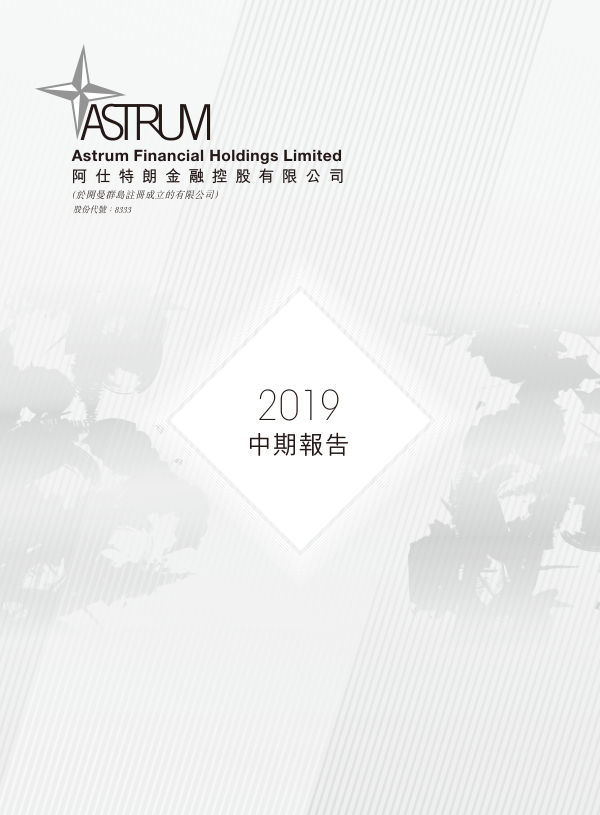 ASTRUM
Astrum Financial Holdings Limited
阿仕特朗金融控股有限公司
(於開曼群島註冊成立的有限公司)
股份代號：8333
2019
中期報告